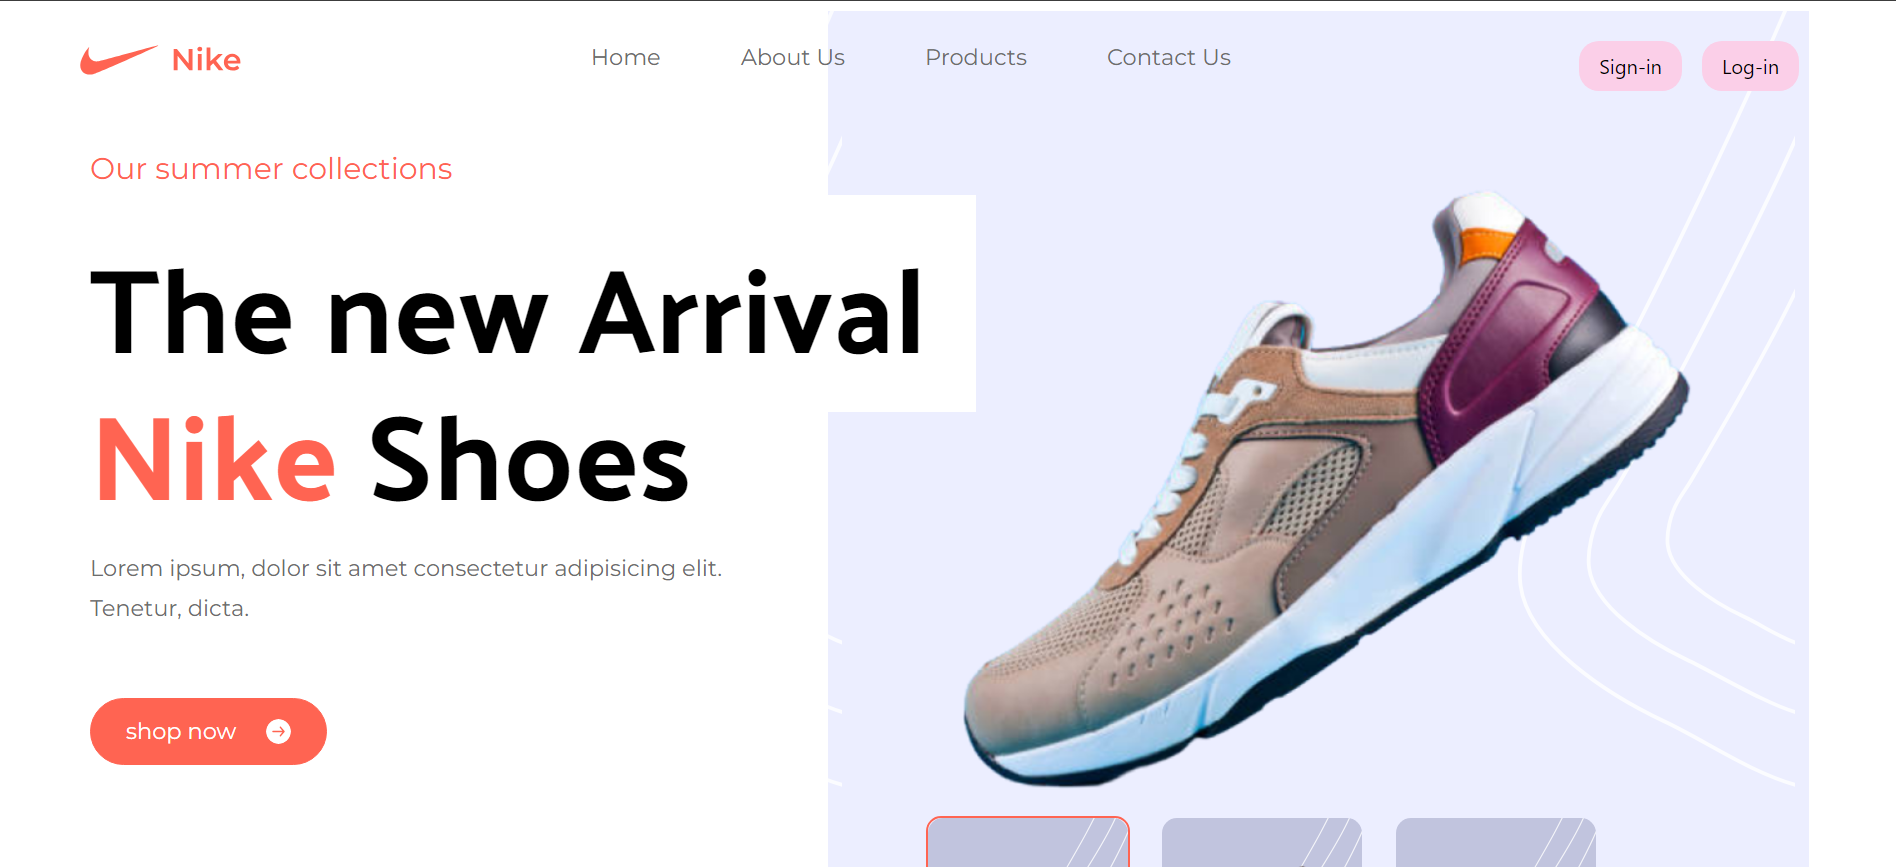 Nike
Home
About Us
Products
Contact Us
Sign-in
Log-in
Our summer collections
The new Arrival
Nike Shoes
Lorem ipsum, dolor sit amet consectetur adipisicing elit.
Tenetur, dicta.
shop now